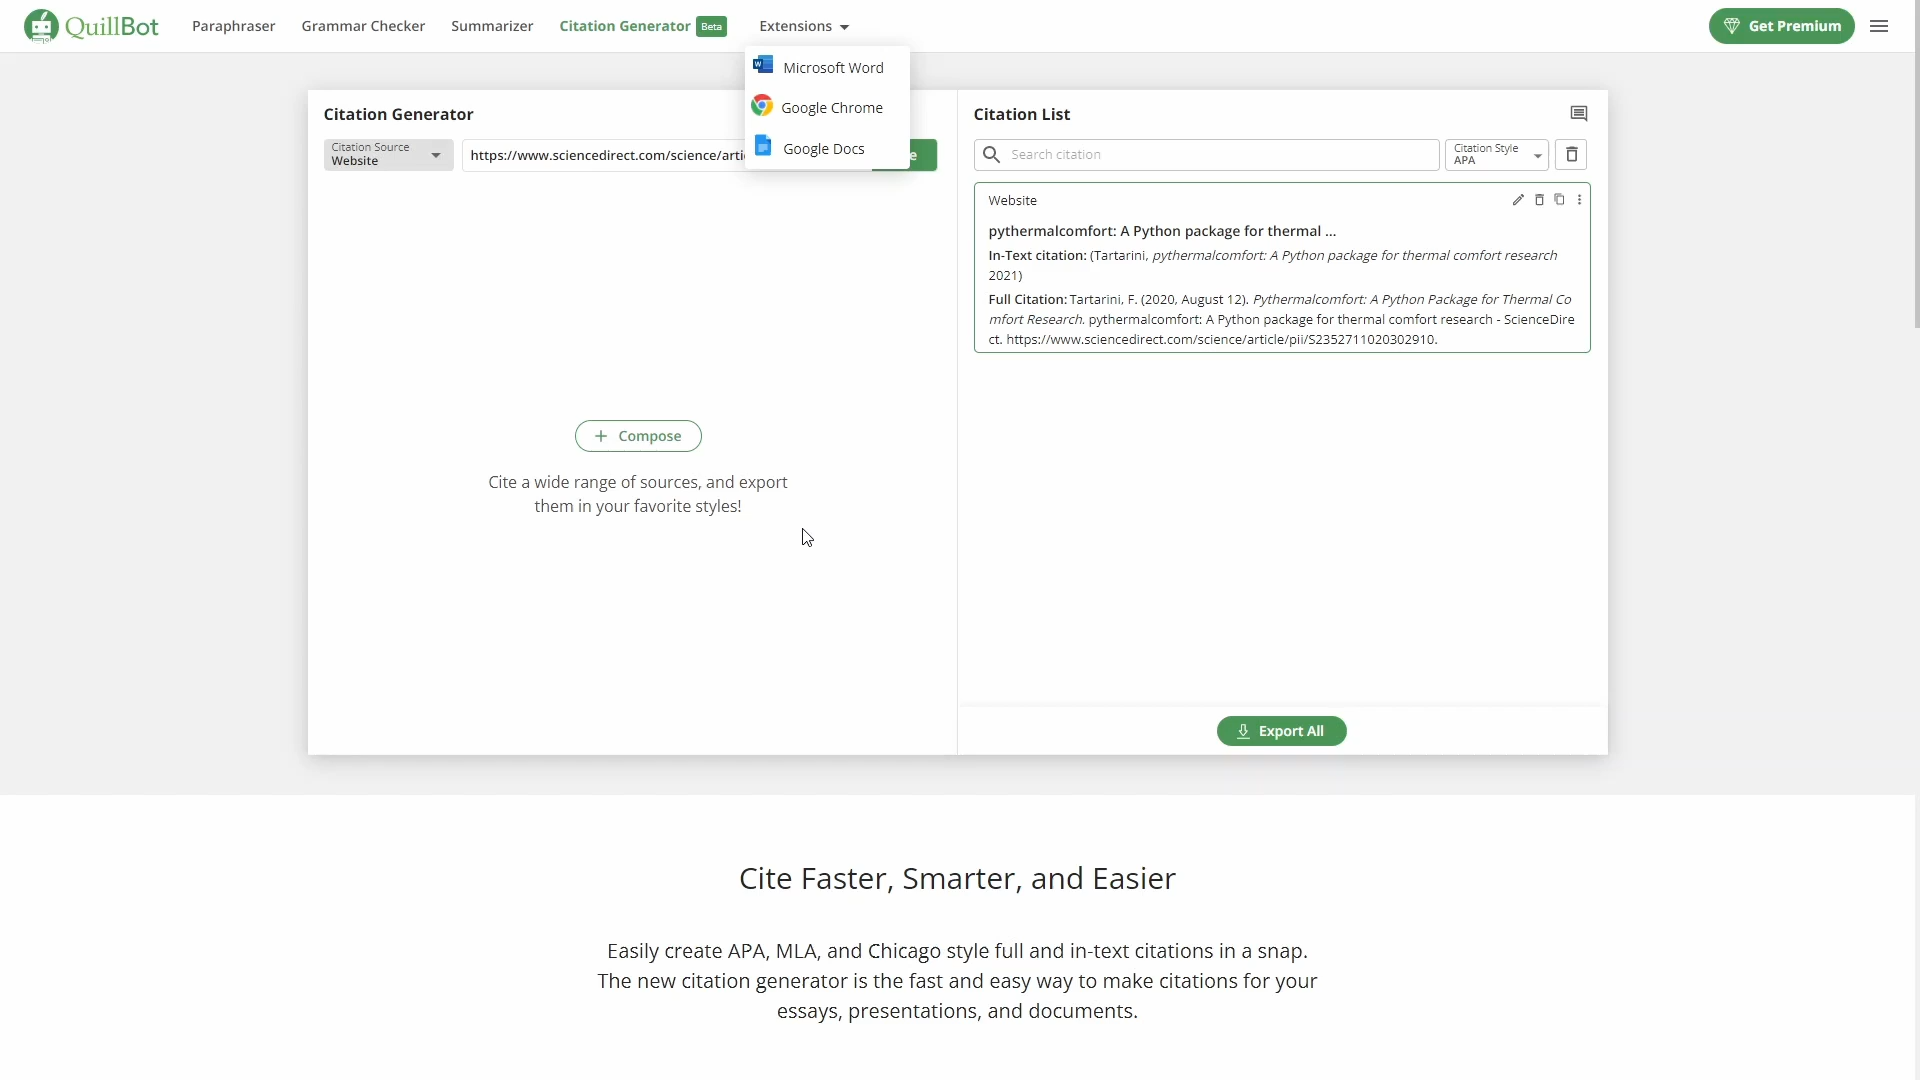 QuillBot
Paraphraser
Grammar Checker
Summarizer
Citation Generator
Beta
Extensions
Get Premium
Microsoft Word
Google Chrome
Google Docs
Citation Generator
Citation Source
Website
https://www.sciencedirect.com/science/arti
e
Compose
Cite a wide range of sources, and export
them in your favorite styles!
Citation List
Search citation
Citation Style
APA
Website
pythermalcomfort: A Python package for thermal ...
In-Text citation: (Tartarini, pythermalcomfort: A Python package for thermal comfort research
2021)
Full Citation: Tartarini, F. (2020, August 12). Pythermalcomfort: A Python Package for Thermal Co
mfort Research. pythermalcomfort: A Python package for thermal comfort research - ScienceDire
ct. https://www.sciencedirect.com/science/article/pii/S2352711020302910.
Export All
Cite Faster, Smarter, and Easier
Easily create APA, MLA, and Chicago style full and in-text citations in a snap.
The new citation generator is the fast and easy way to make citations for your
essays, presentations, and documents.